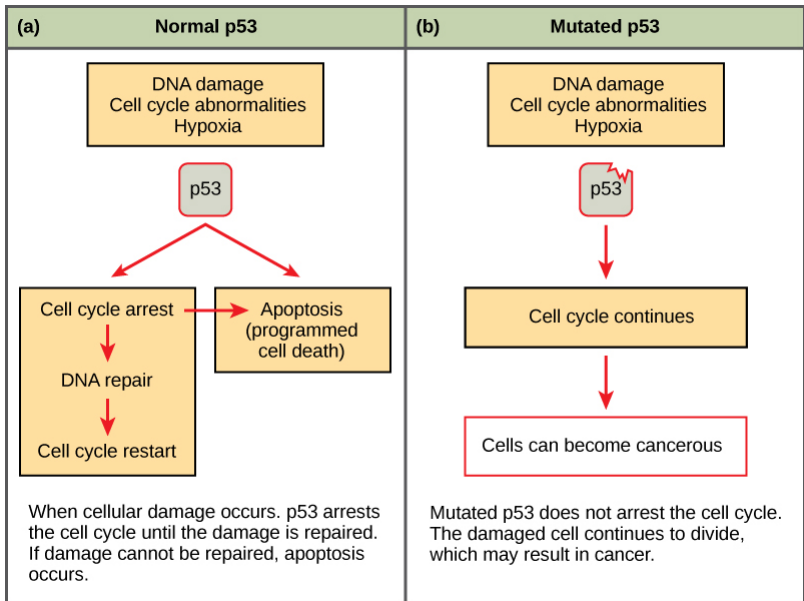 (a) Normal p53
DNA damage
Cell cycle abnormalities
Hypoxia
p53
Cell cycle arrest
DNA repair
Cell cycle restart
Apoptosis
(programmed
cell death)
When cellular damage occurs. p53 arrests
the cell cycle until the damage is repaired.
If damage cannot be repaired, apoptosis
occurs.
(b) Mutated p53
DNA damage
Cell cycle abnormalities
Hypoxia
p53
Cell cycle continues
Cells can become cancerous
Mutated p53 does not arrest the cell cycle.
The damaged cell continues to divide,
which may result in cancer.